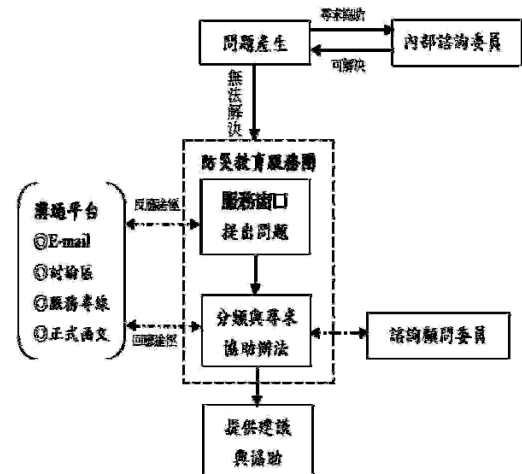 尋求協助
問題產生
內部諮詢委員
可解決
無法解決
防災教育服務團
溝通平台
◎E-mail
◎討論區
◎服務專線
◎正式函文
反應途徑
服務窗口
提出問題
回應途徑
分類與尋求
協助辦法
諮詢顧問委員
提供建議
與協助